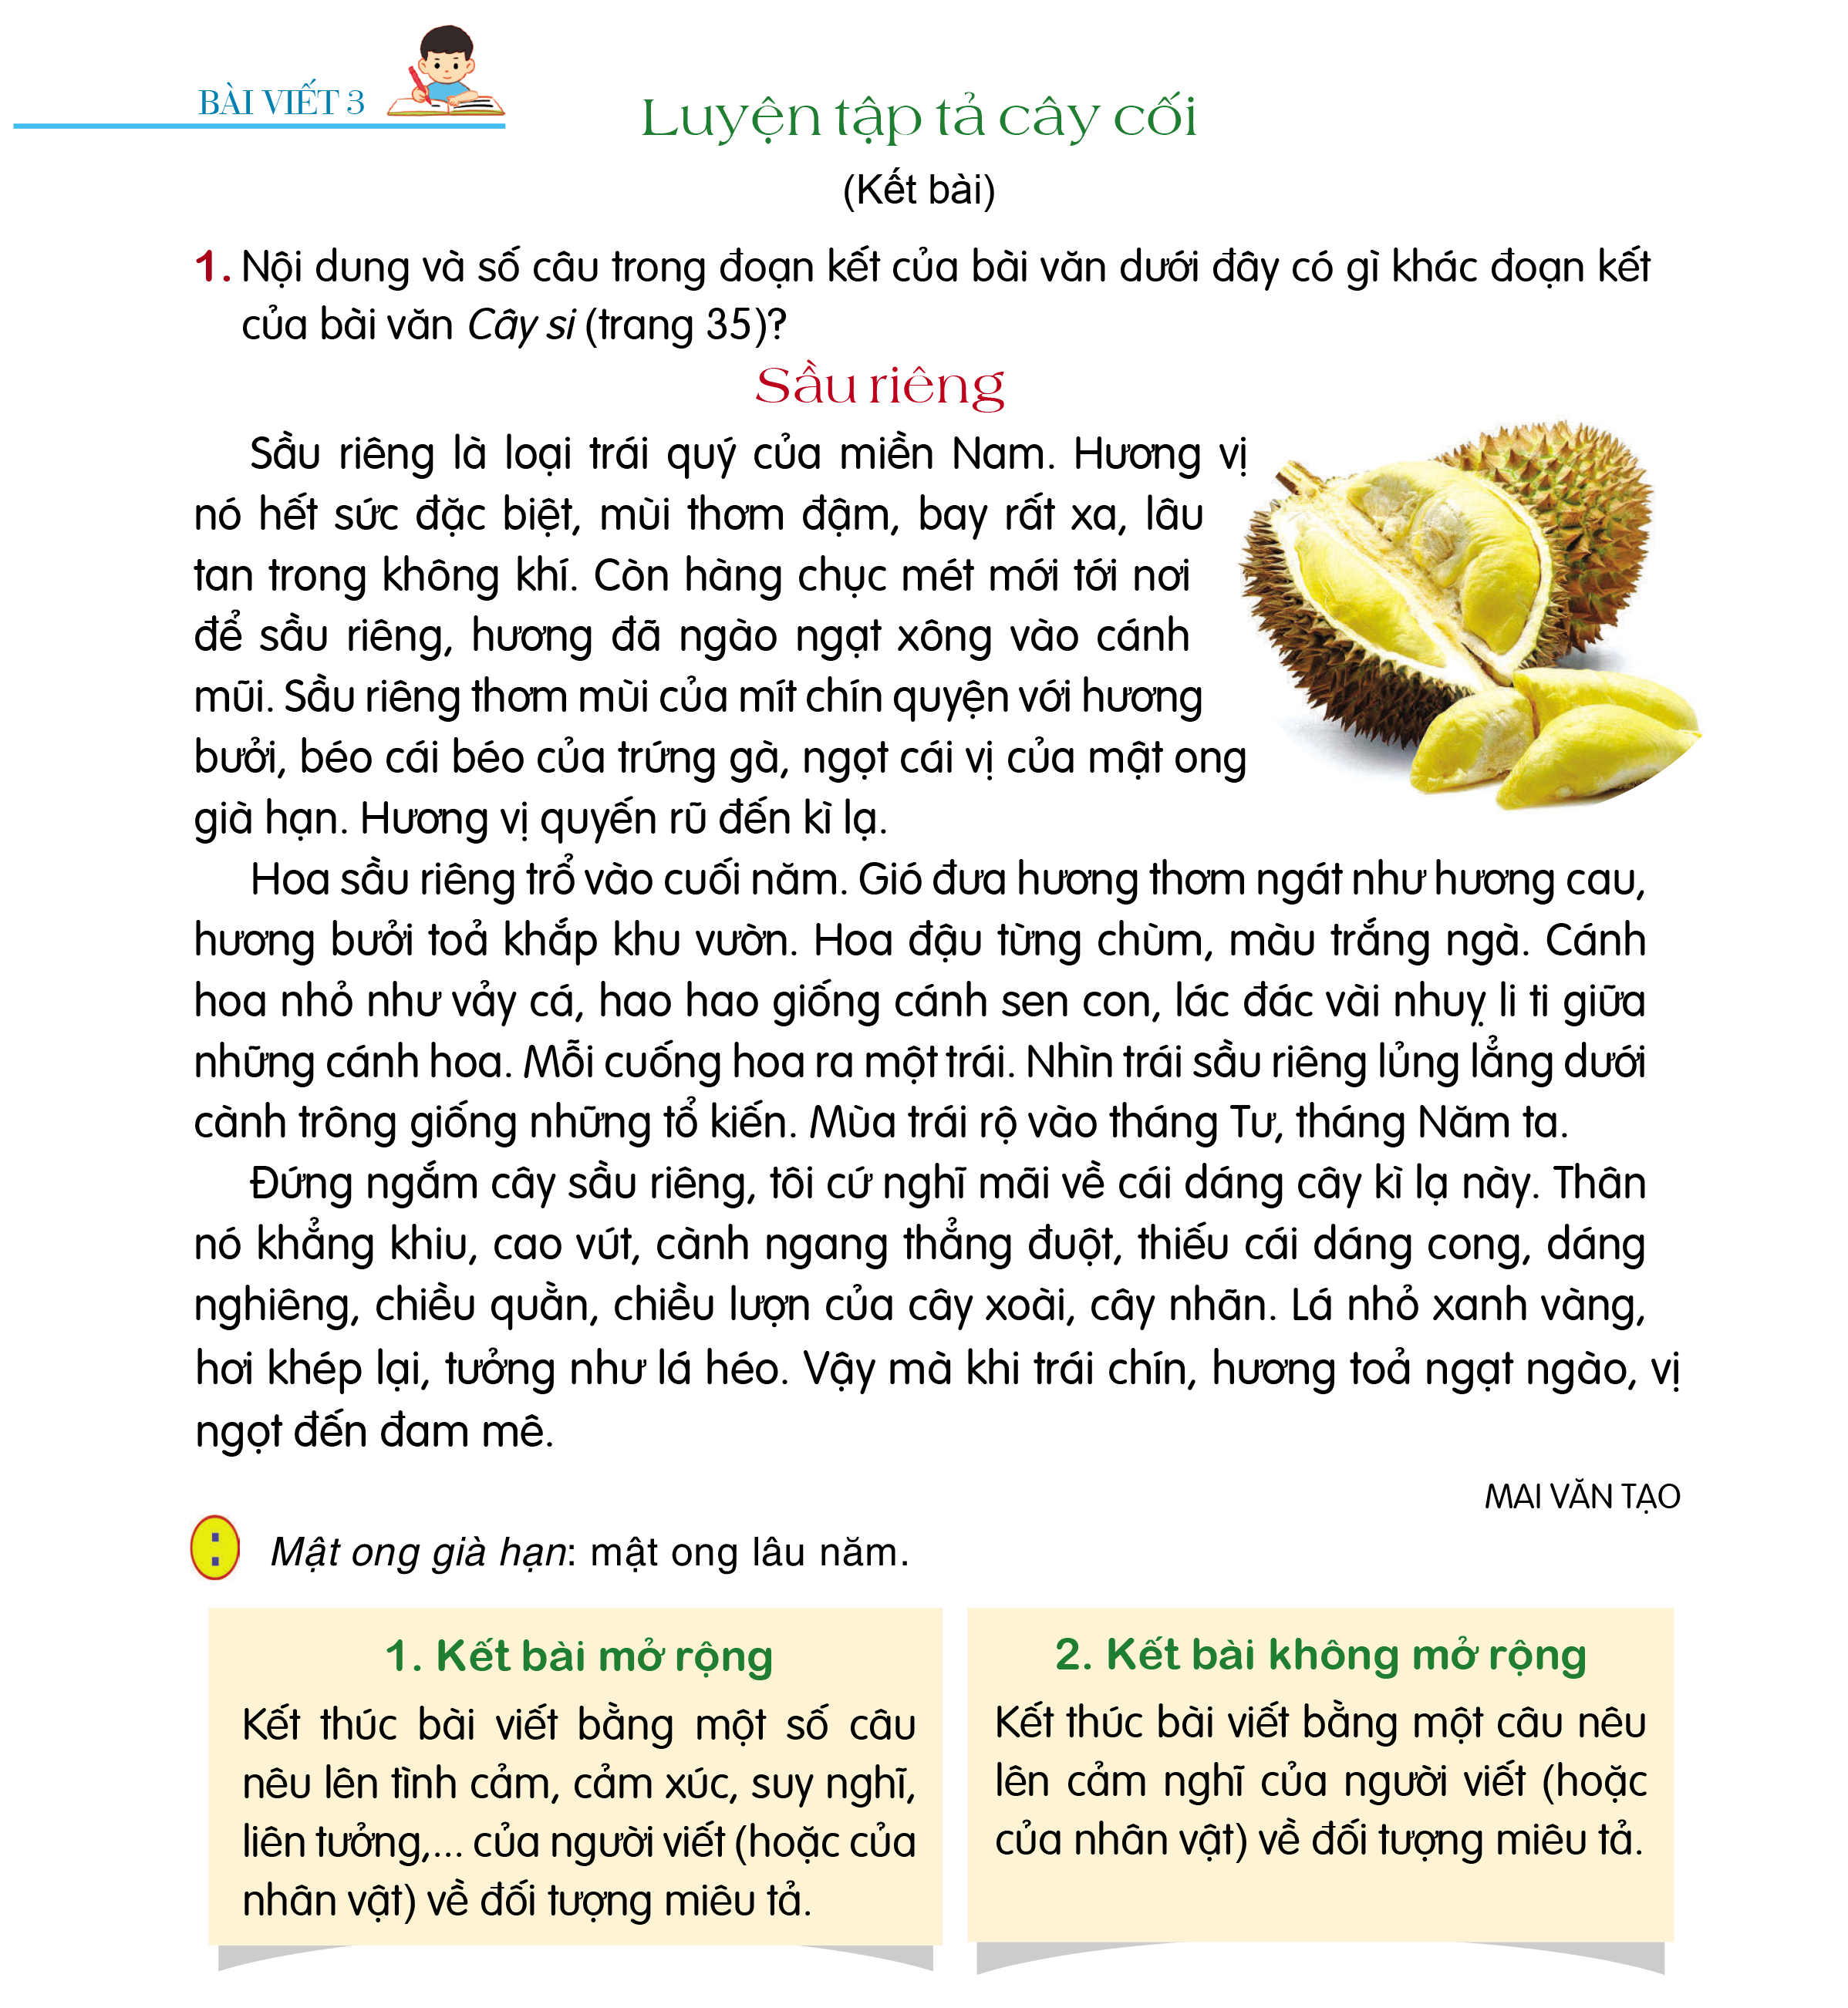 BÀI VIẾT 3
Luyện tập tả cây cối
(Kết bài)
1. Nội dung và số câu trong đoạn kết của bài văn dưới đây có gì khác đoạn kết
của bài văn Cây si (trang 35)?
Sầu riêng
Sầu riêng là loại trái quý của miền Nam. Hương vị
nó hết sức đặc biệt, mùi thơm đậm, bay rất xa, lâu
tan trong không khí. Còn hàng chục mét mới tới nơi
để sầu riêng, hương đã ngào ngạt xông vào cánh
mũi. Sầu riêng thơm mùi của mít chín quyện với hương
bưởi, béo cái béo của trứng gà, ngọt cái vị của mật ong
già hạn. Hương vị quyến rũ đến kì lạ.
Hoa sầu riêng trổ vào cuối năm. Gió đưa hương thơm ngát như hương cau,
hương bưởi toả khắp khu vườn. Hoa đậu từng chùm, màu trắng ngà. Cánh
hoa nhỏ như vảy cá, hao hao giống cánh sen con, lác đác vài nhuỵ li ti giữa
những cánh hoa. Mỗi cuống hoa ra một trái. Nhìn trái sầu riêng lủng lẳng dưới
cành trông giống những tổ kiến. Mùa trái rộ vào tháng Tư, tháng Năm ta.
Đứng ngắm cây sầu riêng, tôi cứ nghĩ mãi về cái dáng cây kì lạ này. Thân
nó khẳng khiu, cao vút, cành ngang thẳng đuột, thiếu cái dáng cong, dáng
nghiêng, chiều quằn, chiều lượn của cây xoài, cây nhãn. Lá nhỏ xanh vàng,
hơi khép lại, tưởng như lá héo. Vậy mà khi trái chín, hương toả ngạt ngào, vị
ngọt đến đam mê.
MAI VĂN TẠO
Mật ong già hạn: mật ong lâu năm.
1. Kết bài mở rộng
Kết thúc bài viết bằng một số câu
nêu lên tình cảm, cảm xúc, suy nghĩ,
liên tưởng,... của người viết (hoặc của
nhân vật) về đối tượng miêu tả.
2. Kết bài không mở rộng
Kết thúc bài viết bằng một câu nêu
lên cảm nghĩ của người viết (hoặc
của nhân vật) về đối tượng miêu tả.